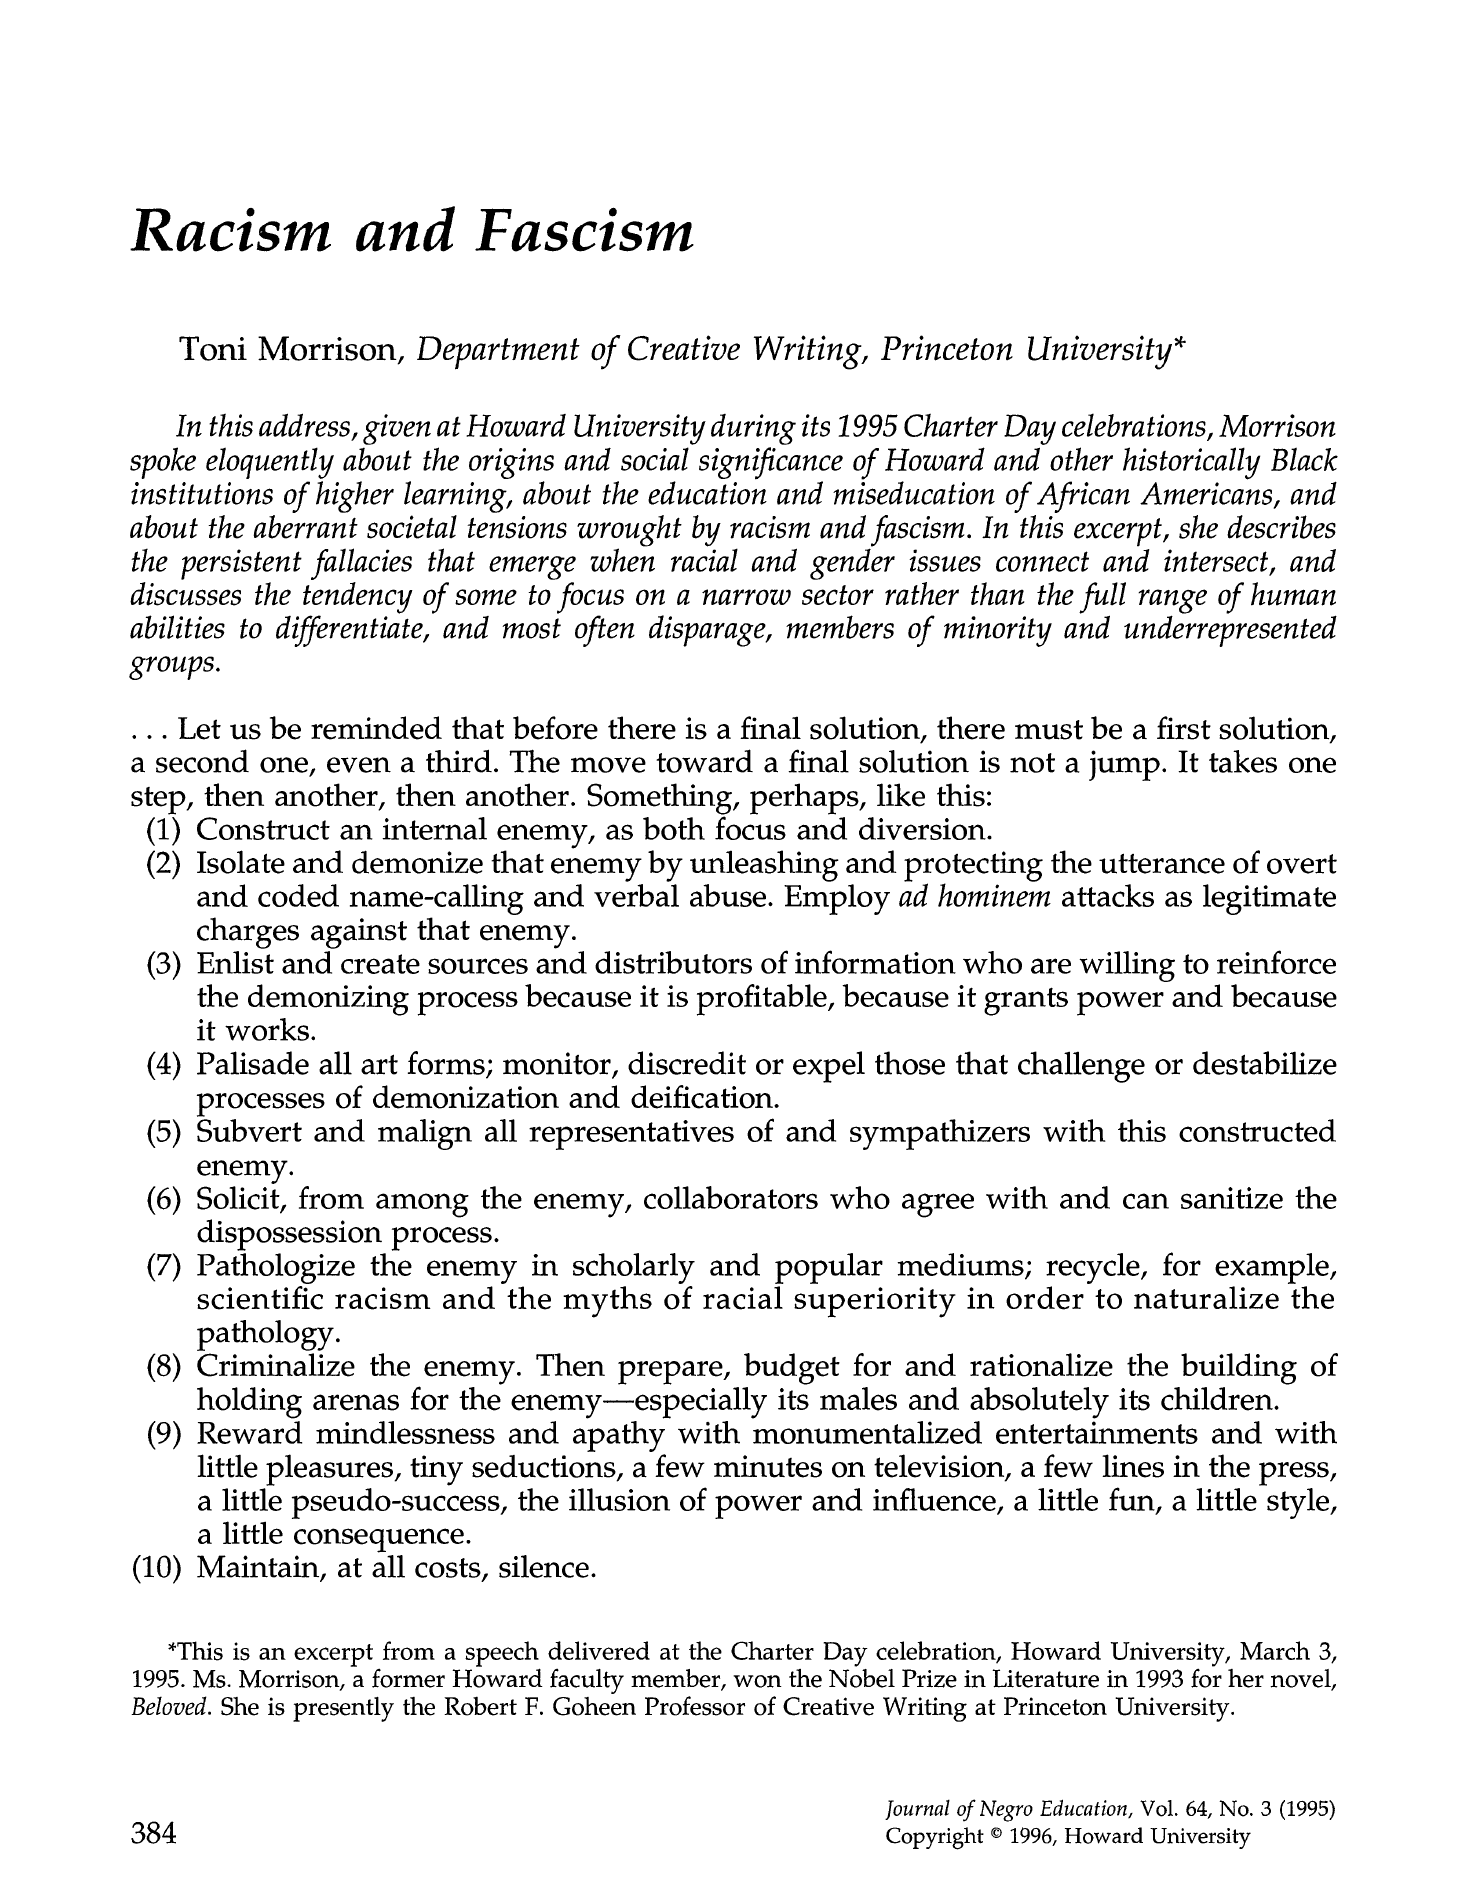 Racism and Fascism
Toni Morrison, Department of Creative Writing, Princeton University*
In this address, given at Howard University during its 1995 Charter Day celebrations, Morrison
spoke eloquently about the origins and social significance of Howard and other historically Black
institutions of higher learning, about the education and miseducation of African Americans, and
about the aberrant societal tensions wrought by racism and fascism. In this excerpt, she describes
the persistent fallacies that emerge when racial and gender issues connect and intersect, and
discusses the tendency of some to focus on a narrow sector rather than the full range of human
abilities to differentiate, and most often disparage, members of minority and underrepresented
groups.
. . . Let us be reminded that before there is a final solution, there must be a first solution,
a second one, even a third. The move toward a final solution is not a jump. It takes one
step, then another, then another. Something, perhaps, like this:
(1) Construct an internal enemy, as both focus and diversion.
(2) Isolate and demonize that enemy by unleashing and protecting the utterance of overt
and coded name-calling and verbal abuse. Employ ad hominem attacks as legitimate
charges against that enemy.
(3) Enlist and create sources and distributors of information who are willing to reinforce
the demonizing process because it is profitable, because it grants power and because
it works.
(4) Palisade all art forms; monitor, discredit or expel those that challenge or destabilize
processes of demonization and deification.
(5) Subvert and malign all representatives of and sympathizers with this constructed
enemy.
(6) Solicit, from among the enemy, collaborators who agree with and can sanitize the
dispossession process.
(7) Pathologize the enemy in scholarly and popular mediums; recycle, for example,
scientific racism and the myths of racial superiority in order to naturalize the
pathology.
(8) Criminalize the enemy. Then prepare, budget for and rationalize the building of
holding arenas for the enemy—especially its males and absolutely its children.
(9) Reward mindlessness and apathy with monumentalized entertainments and with
little pleasures, tiny seductions, a few minutes on television, a few lines in the press,
a little pseudo-success, the illusion of power and influence, a little fun, a little style,
a little consequence.
(10) Maintain, at all costs, silence.
*This is an excerpt from a speech delivered at the Charter Day celebration, Howard University, March 3,
1995. Ms. Morrison, a former Howard faculty member, won the Nobel Prize in Literature in 1993 for her novel,
Beloved. She is presently the Robert F. Goheen Professor of Creative Writing at Princeton University.
384
Journal of Negro Education, Vol. 64, No. 3 (1995)
Copyright © 1996, Howard University